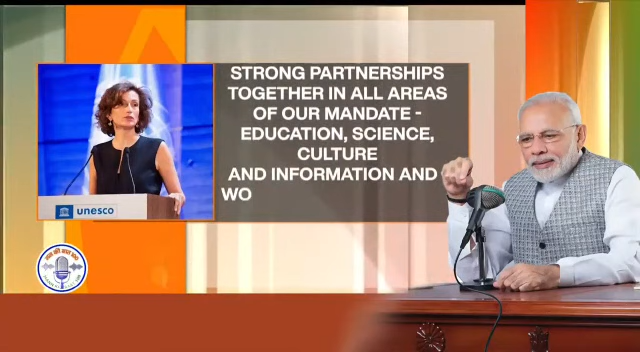 STRONG PARTNERSHIPS
TOGETHER IN ALL AREAS
OF OUR MANDATE -
EDUCATION, SCIENCE,
CULTURE
AND INFORMATION AND
WO
unesco